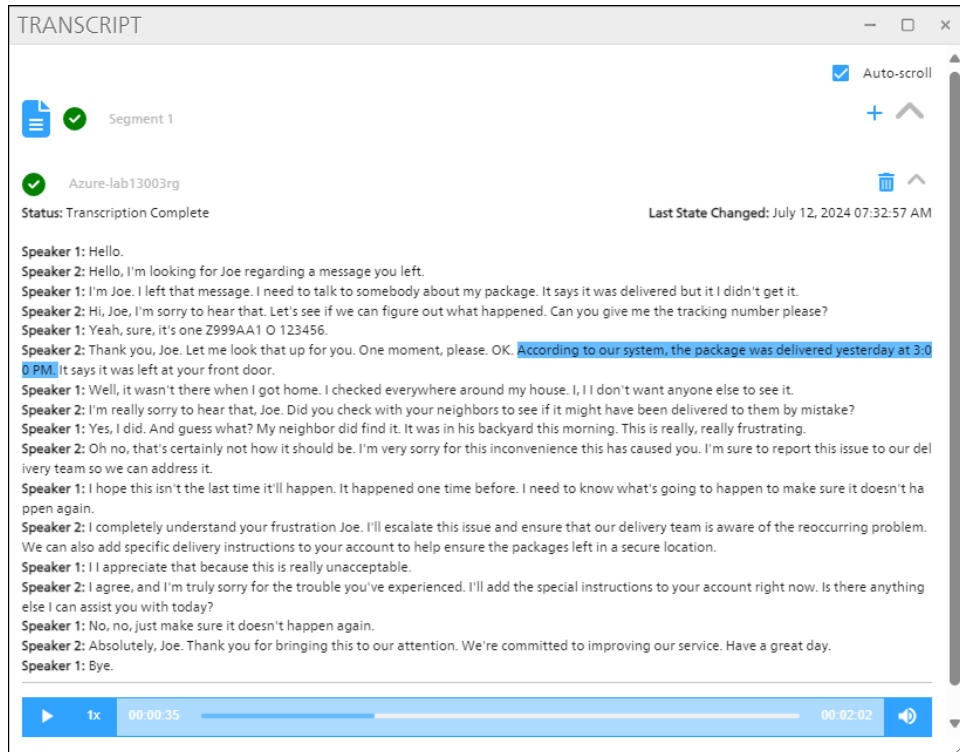 TRANSCRIPT
Auto-scroll
Segment 1
Azure-lab13003rg
Status: Transcription Complete
Last State Changed: July 12, 2024 07:32:57 AM
Speaker 1: Hello.
Speaker 2: Hello, I'm looking for Joe regarding a message you left.
Speaker 1: I'm Joe. I left that message. I need to talk to somebody about my package. It says it was delivered but it I didn't get it.
Speaker 2: Hi, Joe, I'm sorry to hear that. Let's see if we can figure out what happened. Can you give me the tracking number please?
Speaker 1: Yeah, sure, it's one Z999AA1 O 123456.
Speaker 2: Thank you, Joe. Let me look that up for you. One moment, please. OK. According to our system, the package was delivered yesterday at 3:0
0 PM. It says it was left at your front door.
Speaker 1: Well, it wasn't there when I got home. I checked everywhere around my house. I, I I don't want anyone else to see it.
Speaker 2: I'm really sorry to hear that, Joe. Did you check with your neighbors to see if it might have been delivered to them by mistake?
Speaker 1: Yes, I did. And guess what? My neighbor did find it. It was in his backyard this morning. This is really, really frustrating.
Speaker 2: Oh no, that's certainly not how it should be. I'm very sorry for this inconvenience this has caused you. I'm sure to report this issue to our del
ivery team so we can address it.
Speaker 1: I hope this isn't the last time it'll happen. It happened one time before. I need to know what's going to happen to make sure it doesn't ha
ppen again.
Speaker 2: I completely understand your frustration Joe. I'll escalate this issue and ensure that our delivery team is aware of the reoccurring problem.
We can also add specific delivery instructions to your account to help ensure the packages left in a secure location.
Speaker 1: I I appreciate that because this is really unacceptable.
Speaker 2: I agree, and I'm truly sorry for the trouble you've experienced. I'll add the special instructions to your account right now. Is there anything
else I can assist you with today?
Speaker 1: No, no, just make sure it doesn't happen again.
Speaker 2: Absolutely, Joe. Thank you for bringing this to our attention. We're committed to improving our service. Have a great day.
Speaker 1: Bye.
1x 00:00:35 00:02:02